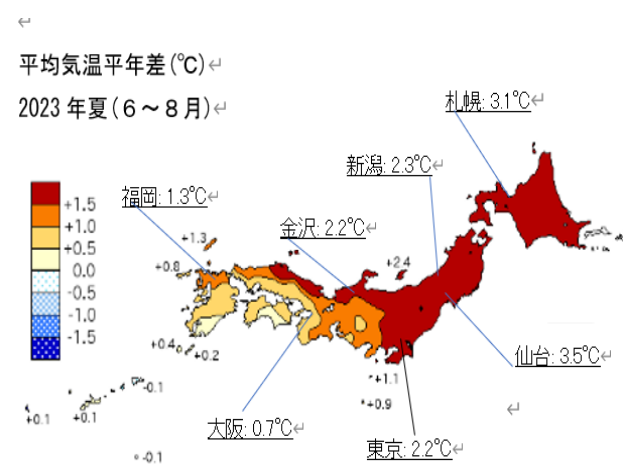 平均気温平年差(℃)
2023年夏(6～8月)
札幌: 3.1℃
新潟: 2.3℃
福岡: 1.3℃
金沢: 2.2℃
+1.5
+1.0
+0.5
0.0
-0.5
-1.0
-1.5
+1.3
+0.8
+2.4
+0.4
+0.2
仙台: 3.5℃
-0.1
+1.1
+0.9
+0.1
+0.1
大阪: 0.7℃
東京: 2.2℃
-0.1